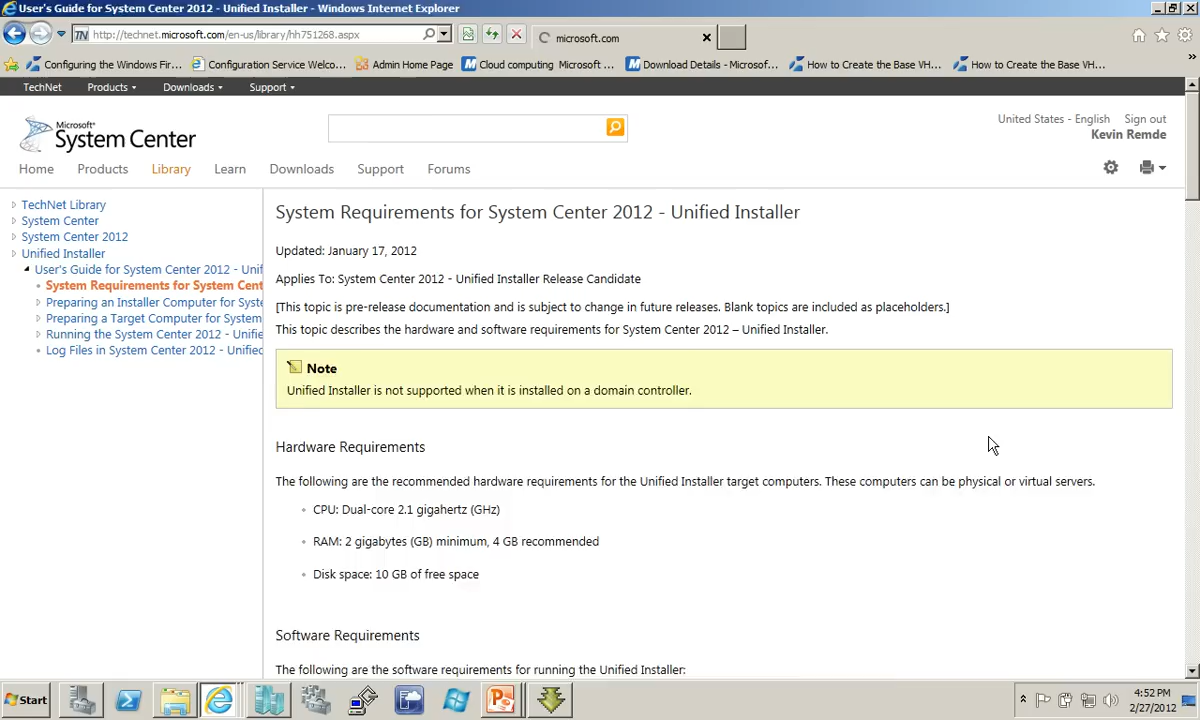 User's Guide for System Center 2012 - Unified Installer - Windows Internet Explorer
http://technet.microsoft.com/en-us/library/hh751268.aspx
microsoft.com
Configuring the Windows Fir...
Configuration Service Welco...
Admin Home Page
Cloud computing Microsoft ...
Download Details - Microsof...
How to Create the Base VH...
How to Create the Base VH...
TechNet
Products
Downloads
Support
Microsoft
System Center
United States - English
Sign out
Kevin Remde
Home
Products
Library
Learn
Downloads
Support
Forums
TechNet Library
System Center
System Center 2012
Unified Installer
User's Guide for System Center 2012 - Unif
System Requirements for System Cent
Preparing an Installer Computer for Syste
Preparing a Target Computer for System
Running the System Center 2012 - Unifie
Log Files in System Center 2012 - Unified
System Requirements for System Center 2012 - Unified Installer
Updated: January 17, 2012
Applies To: System Center 2012 - Unified Installer Release Candidate
[This topic is pre-release documentation and is subject to change in future releases. Blank topics are included as placeholders.]
This topic describes the hardware and software requirements for System Center 2012 – Unified Installer.
Note
Unified Installer is not supported when it is installed on a domain controller.
Hardware Requirements
The following are the recommended hardware requirements for the Unified Installer target computers. These computers can be physical or virtual servers.
CPU: Dual-core 2.1 gigahertz (GHz)
RAM: 2 gigabytes (GB) minimum, 4 GB recommended
Disk space: 10 GB of free space
Software Requirements
The following are the software requirements for running the Unified Installer:
Start
4:52 PM
2/27/2012